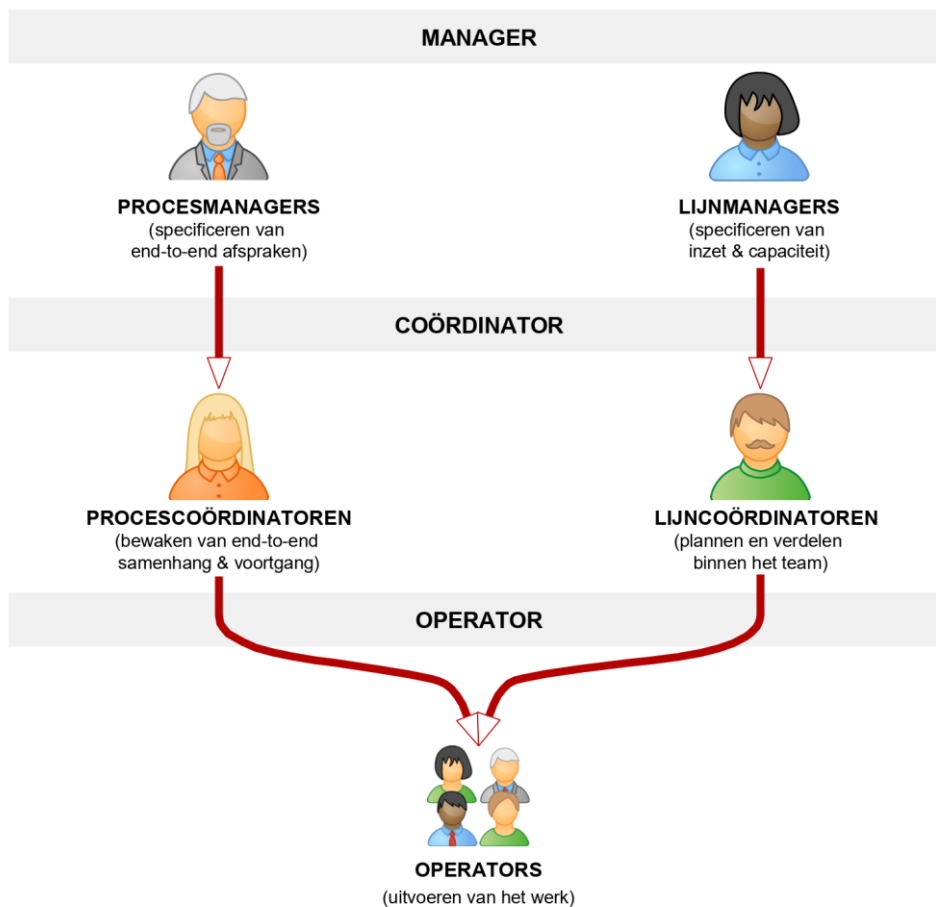 MANAGER
PROCESMANAGERS
(specificeren van
end-to-end afspraken)
LIJNMANAGERS
(specificeren van
inzet & capaciteit)
COÖRDINATOR
PROCESCOÖRDINATOREN
(bewaken van end-to-end
samenhang & voortgang)
LIJNCOÖRDINATOREN
(plannen en verdelen
binnen het team)
OPERATOR
OPERATORS
(uitvoeren van het werk)